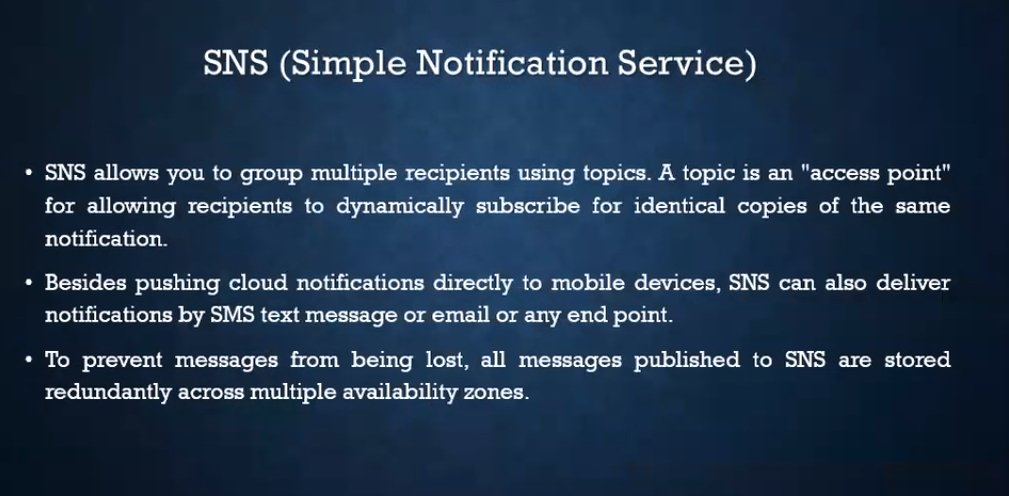 SNS (Simple Notification Service)
• SNS allows you to group multiple recipients using topics. A topic is an "access point"
for allowing recipients to dynamically subscribe for identical copies of the same
notification.
• Besides pushing cloud notifications directly to mobile devices, SNS can also deliver
notifications by SMS text message or email or any end point.
• To prevent messages from being lost, all messages published to SNS are stored
redundantly across multiple availability zones.